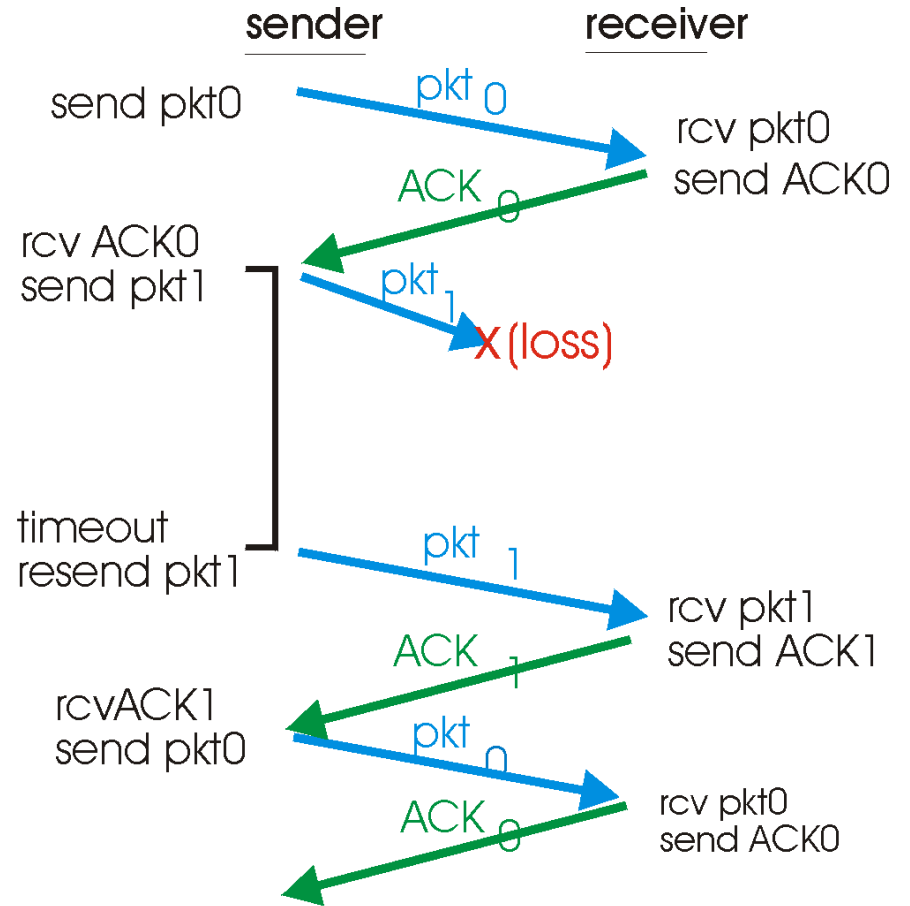 sender
receiver
send pkt0
pkt 0
rcv pkt0
send ACK0
ACK 0
rcv ACK0
send pkt1
pkt 1
X (loss)
timeout
resend pkt1
pkt 1
rcv pkt1
send ACK1
ACK 1
rcvACK1
send pkt0
pkt 0
rcv pkt0
send ACK0
ACK 0